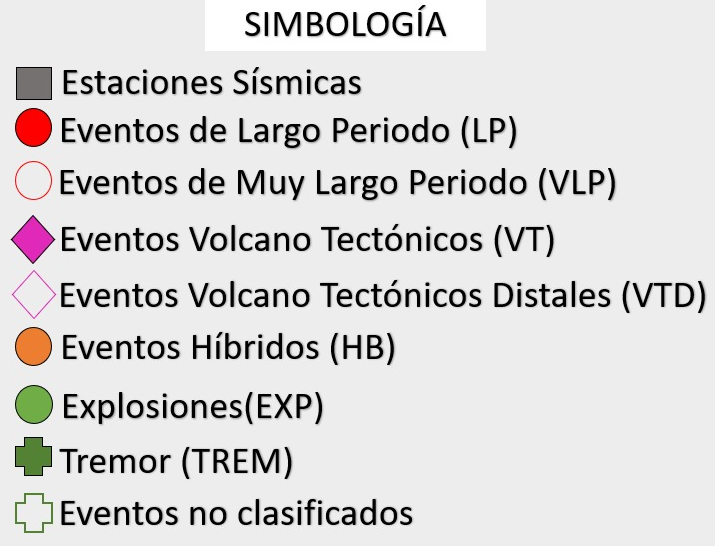 SIMBOLOGÍA
Estaciones Sísmicas
Eventos de Largo Periodo (LP)
Eventos de Muy Largo Periodo (VLP)
Eventos Volcano Tectónicos (VT)
Eventos Volcano Tectónicos Distales (VTD)
Eventos Híbridos (HB)
Explosiones(EXP)
Tremor (TREM)
Eventos no clasificados